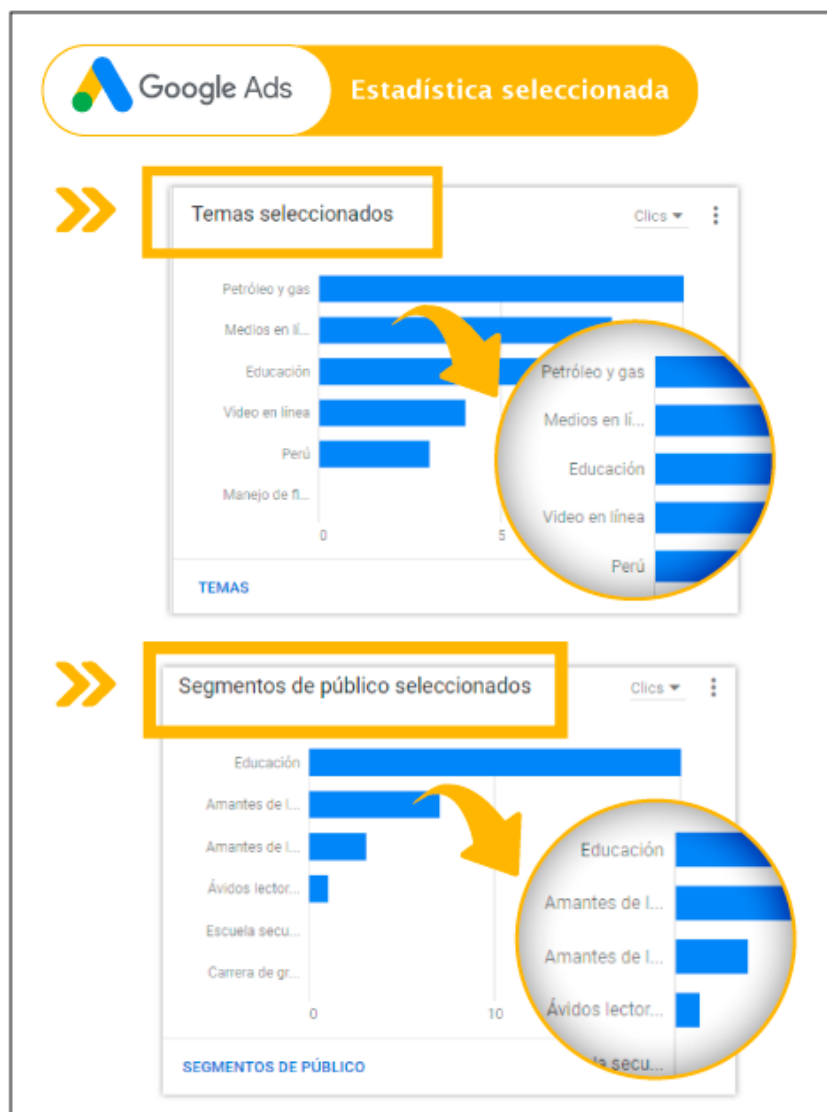 Google Ads
Estadística seleccionada
Temas seleccionados
Clics
Petróleo y gas
Medios en lí...
Educación
Video en línea
Perú
Manejo de fl...
0
5
TEMAS
Petróleo y gas
Medios en lí...
Educación
Video en línea
Perú
Segmentos de público seleccionados
Clics
Educación
Amantes de l...
Amantes de l...
Ávidos lector...
Escuela secu...
Carrera de gr...
0
10
SEGMENTOS DE PÚBLICO
Educación
Amantes de l...
Amantes de l...
Ávidos lector...
la secu...